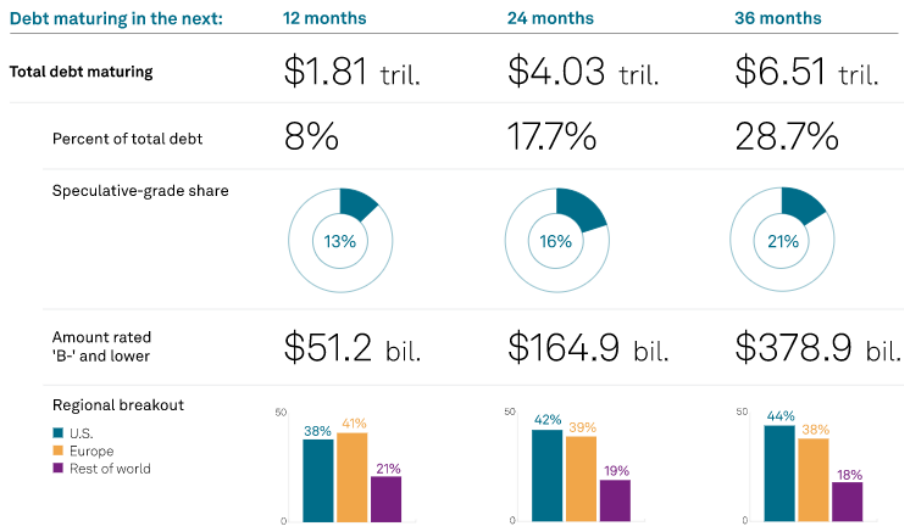 Debt maturing in the next: 12 months 24 months 36 months
Total debt maturing $1.81 tril. $4.03 tril. $6.51 tril.
Percent of total debt 8% 17.7% 28.7%
Speculative-grade share
13% 16% 21%
Amount rated
'B-' and lower $51.2 bil. $164.9 bil. $378.9 bil.
Regional breakout
U.S.
Europe
Rest of world
50 38% 41% 21% 0
50 42% 39% 19% 0
50 44% 38% 18% 0